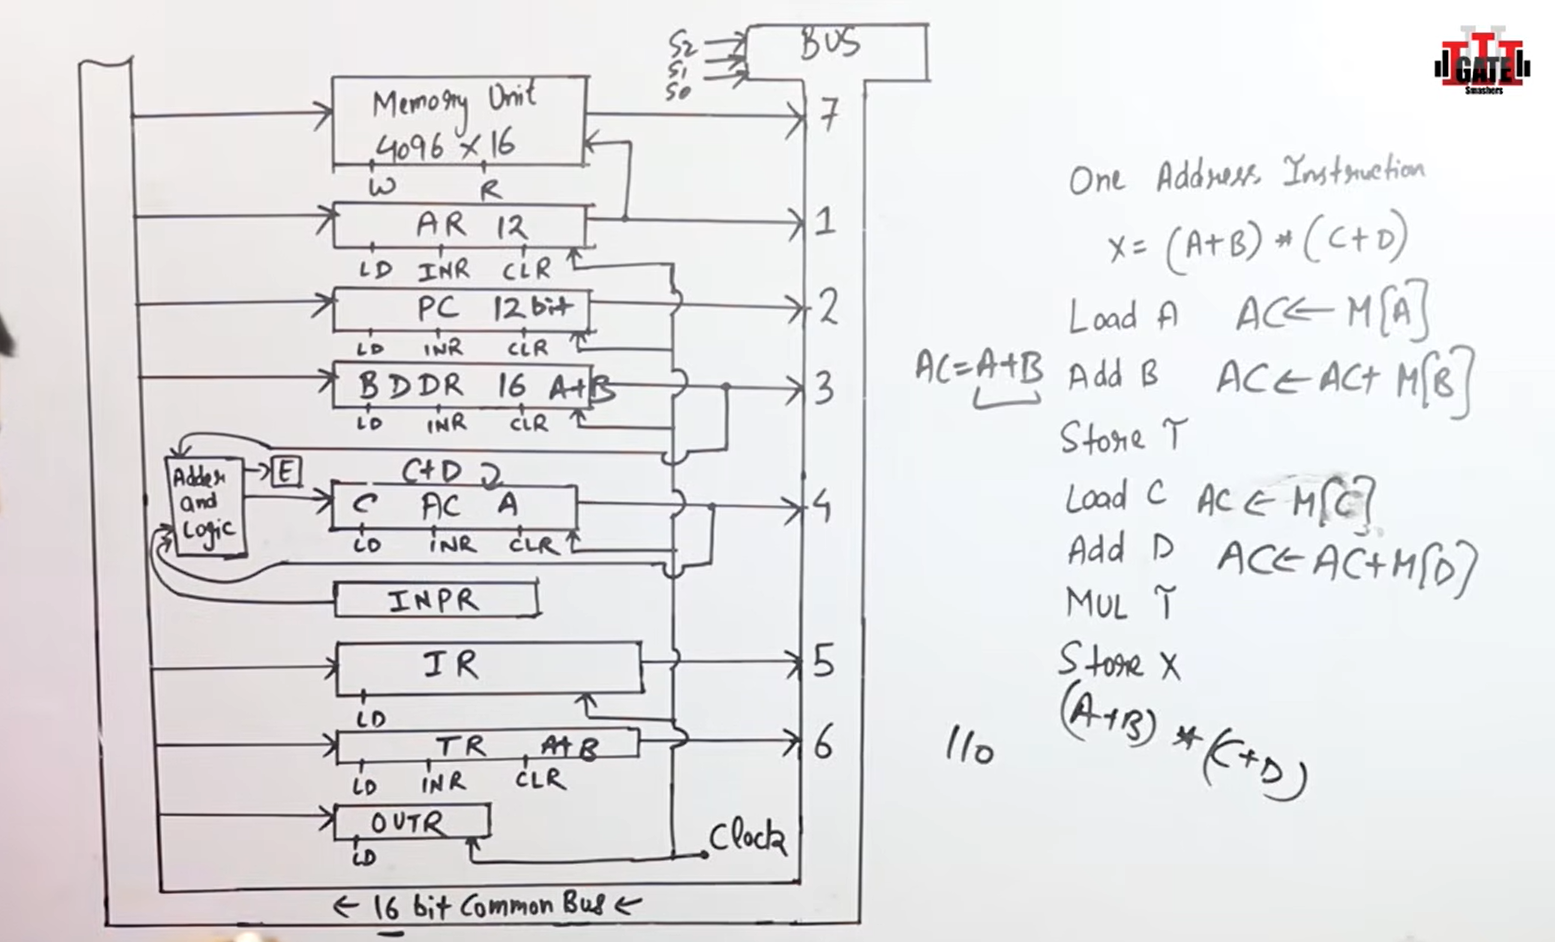 S2
S1
S0
BUS
GATE
Smashers
Memory Unit
4096 X 16
W R
7
AR 12
LD INR CLR
1
PC 12bit
LD INR CLR
2
B DDR 16 A+B
LD INR CLR
3
Adder
and
Logic
E
C+D
C AC A
LD INR CLR
4
INPR
IR
LD
5
TR A+B
LD INR CLR
6
OUTR
LD
Clock
← 16 bit Common Bus ←
One Address Instruction
X = (A+B) * (C+D)
Load A AC ← M[A]
AC = A+B Add B AC ← AC + M[B]
Store T
Load C AC ← M[C]
Add D AC ← AC + M[D]
MUL T
Store X
(A+B) * (C+D)
110